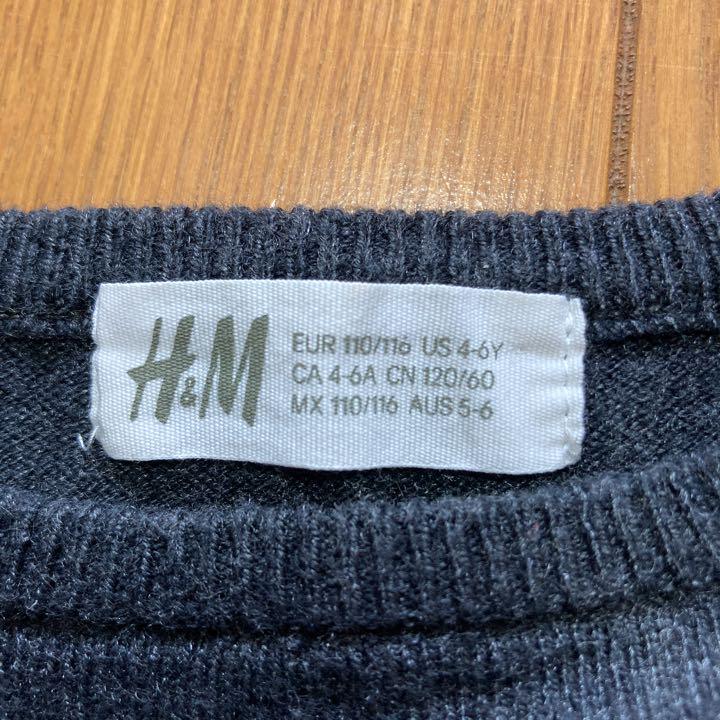 H&M
EUR 110/116 US 4-6Y
CA 4-6A CN 120/60
MX 110/116 AUS 5-6